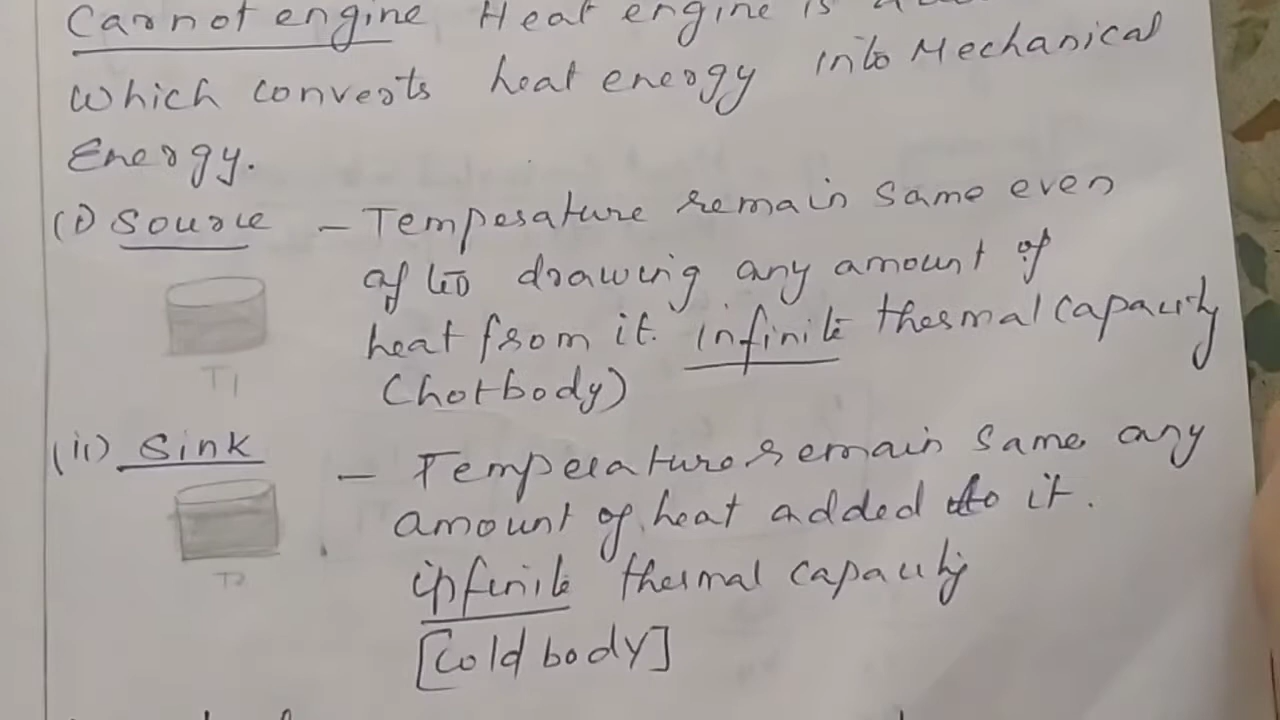 Carnot engine Heat engine is a
which converts heat energy into Mechanical
Energy.
(i) Source - Temperature remain same even
after drawing any amount of
heat from it. infinite thermal capacity
T1
(hotbody)
(ii) Sink
- Temperature remain same any
amount of heat added to it.
T2
infinite thermal capacity
[Cold body]